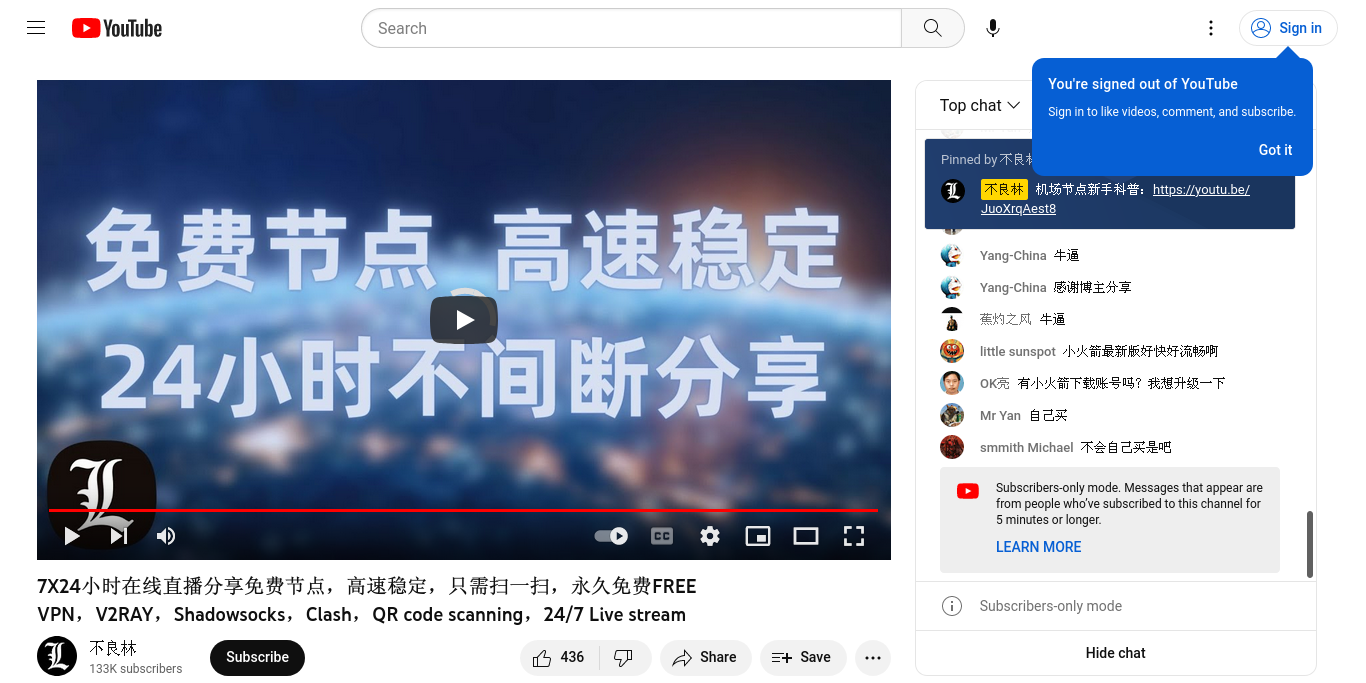 YouTube
Search
Sign in
You're signed out of YouTube
Sign in to like videos, comment, and subscribe.
Got it
免费节点 高速稳定
24小时不间断分享
CC
7X24小时在线直播分享免费节点，高速稳定，只需扫一扫，永久免费FREE
VPN，V2RAY，Shadowsocks，Clash，QR code scanning，24/7 Live stream
不良林
133K subscribers
Subscribe
436
Share
Save
Top chat
Pinned by 不良林
不良林 机场节点新手科普：https://youtu.be/
JuoXrqAest8
Yang-China 牛逼
Yang-China 感谢博主分享
蕉灼之风 牛逼
little sunspot 小火箭最新版好快好流畅啊
OK亮 有小火箭下载账号吗？我想升级一下
Mr Yan 自己买
smmith Michael 不会自己买是吧
Subscribers-only mode. Messages that appear are
from people who've subscribed to this channel for
5 minutes or longer.
LEARN MORE
Subscribers-only mode
Hide chat